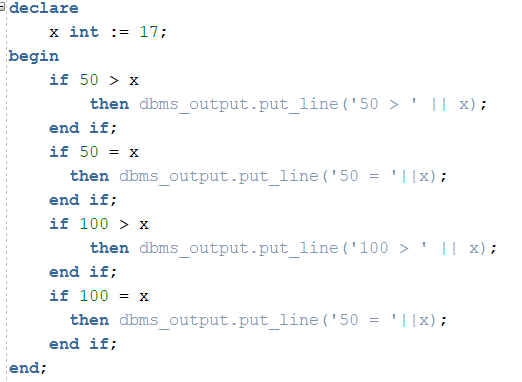 declare
    x int := 17;
begin
    if 50 > x
        then dbms_output.put_line('50 > ' || x);
    end if;
    if 50 = x
      then dbms_output.put_line('50 = '||x);
    end if;
    if 100 > x
        then dbms_output.put_line('100 > ' || x);
    end if;
    if 100 = x
      then dbms_output.put_line('50 = '||x);
    end if;
end;